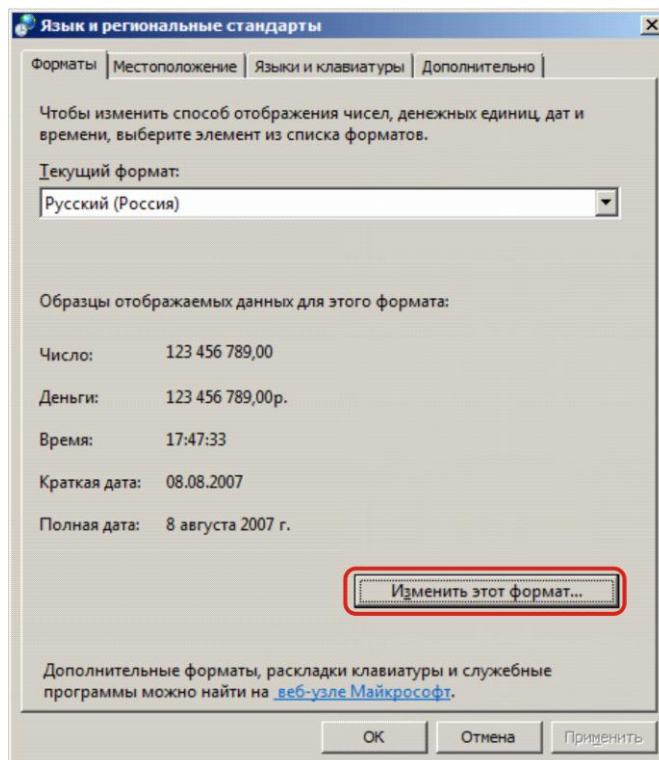 Язык и региональные стандарты
Форматы Местоположение Языки и клавиатуры Дополнительно
Чтобы изменить способ отображения чисел, денежных единиц, дат и
времени, выберите элемент из списка форматов.
Текущий формат:
Русский (Россия)
Образцы отображаемых данных для этого формата:
Число: 123 456 789,00
Деньги: 123 456 789,00р.
Время: 17:47:33
Краткая дата: 08.08.2007
Полная дата: 8 августа 2007 г.
Изменить этот формат...
Дополнительные форматы, раскладки клавиатуры и служебные
программы можно найти на веб-узле Майкрософт.
ОК Отмена Применить